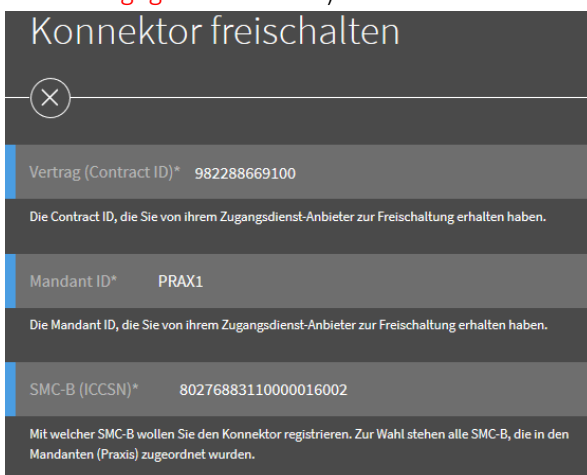 Konnektor freischalten
Vertrag (Contract ID)* 982288669100
Die Contract ID, die Sie von ihrem Zugangsdienst-Anbieter zur Freischaltung erhalten haben.
Mandant ID* PRAX1
Die Mandant ID, die Sie von ihrem Zugangsdienst-Anbieter zur Freischaltung erhalten haben.
SMC-B (ICCSN)* 80276883110000016002
Mit welcher SMC-B wollen Sie den Konnektor registrieren. Zur Wahl stehen alle SMC-B, die in den
Mandanten (Praxis) zugeordnet wurden.